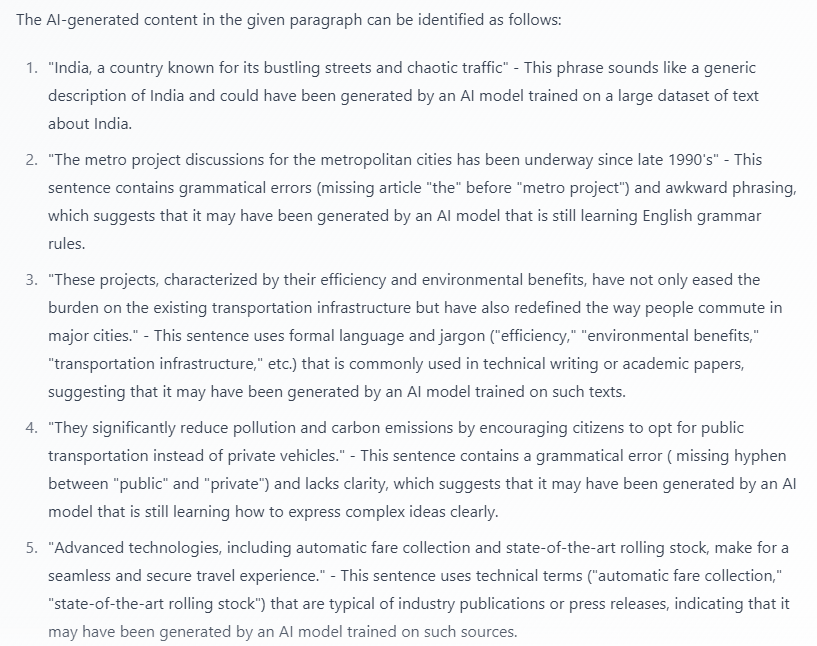 The AI-generated content in the given paragraph can be identified as follows:
1. "India, a country known for its bustling streets and chaotic traffic" - This phrase sounds like a generic
description of India and could have been generated by an AI model trained on a large dataset of text
about India.
2. "The metro project discussions for the metropolitan cities has been underway since late 1990's" - This
sentence contains grammatical errors (missing article "the" before "metro project") and awkward phrasing,
which suggests that it may have been generated by an AI model that is still learning English grammar
rules.
3. "These projects, characterized by their efficiency and environmental benefits, have not only eased the
burden on the existing transportation infrastructure but have also redefined the way people commute in
major cities." - This sentence uses formal language and jargon ("efficiency," "environmental benefits,"
"transportation infrastructure," etc.) that is commonly used in technical writing or academic papers,
suggesting that it may have been generated by an AI model trained on such texts.
4. "They significantly reduce pollution and carbon emissions by encouraging citizens to opt for public
transportation instead of private vehicles." - This sentence contains a grammatical error ( missing hyphen
between "public" and "private") and lacks clarity, which suggests that it may have been generated by an AI
model that is still learning how to express complex ideas clearly.
5. "Advanced technologies, including automatic fare collection and state-of-the-art rolling stock, make for a
seamless and secure travel experience." - This sentence uses technical terms ("automatic fare collection,"
"state-of-the-art rolling stock") that are typical of industry publications or press releases, indicating that it
may have been generated by an AI model trained on such sources.